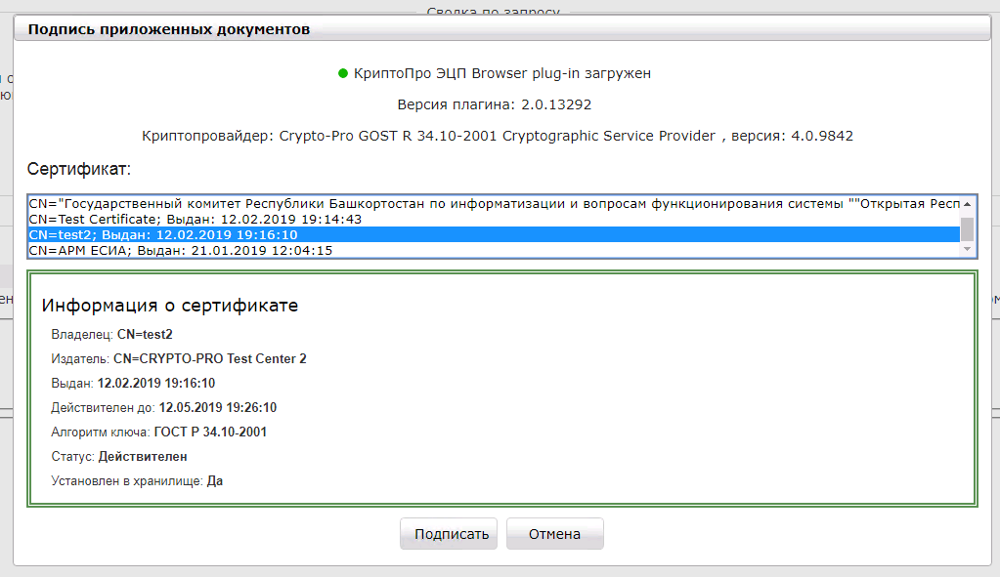 Сводка по запросу
Подпись приложенных документов
КриптоПро ЭЦП Browser plug-in загружен
Версия плагина: 2.0.13292
Криптопровайдер: Crypto-Pro GOST R 34.10-2001 Cryptographic Service Provider , версия: 4.0.9842
Сертификат:
CN="Государственный комитет Республики Башкортостан по информатизации и вопросам функционирования системы ""Открытая Респ
CN=Test Certificate; Выдан: 12.02.2019 19:14:43
CN=test2; Выдан: 12.02.2019 19:16:10
CN=АРМ ЕСИА; Выдан: 21.01.2019 12:04:15
Информация о сертификате
Владелец: CN=test2
Издатель: CN=CRYPTO-PRO Test Center 2
Выдан: 12.02.2019 19:16:10
Действителен до: 12.05.2019 19:26:10
Алгоритм ключа: ГОСТ Р 34.10-2001
Статус: Действителен
Установлен в хранилище: Да
Подписать Отмена